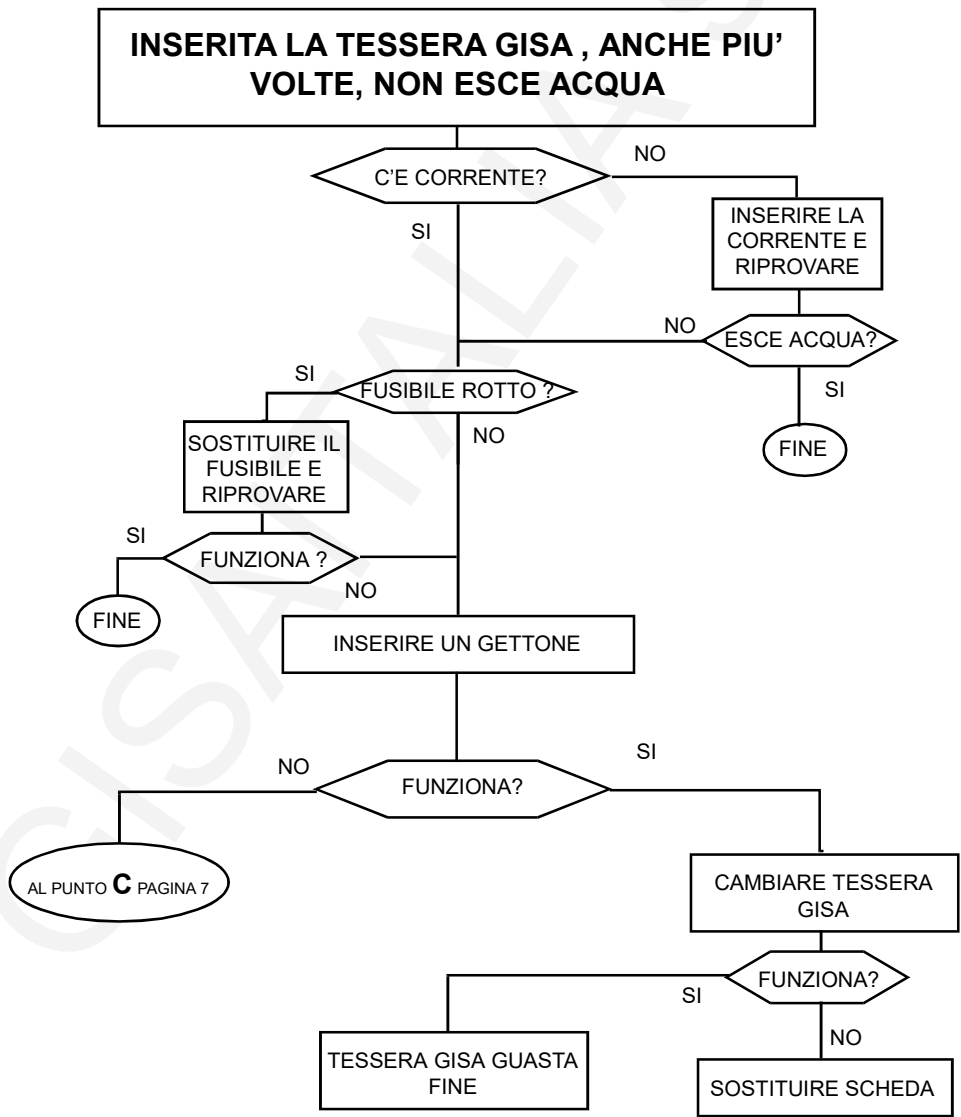 INSERITA LA TESSERA GISA , ANCHE PIU'
VOLTE, NON ESCE ACQUA
C'E CORRENTE?
NO
SI
INSERIRE LA
CORRENTE E
RIPROVARE
NO
ESCE ACQUA?
SI
FINE
SI
FUSIBILE ROTTO ?
NO
SOSTITUIRE IL
FUSIBILE E
RIPROVARE
SI
FUNZIONA ?
NO
FINE
INSERIRE UN GETTONE
NO
FUNZIONA?
SI
AL PUNTO C PAGINA 7
CAMBIARE TESSERA
GISA
FUNZIONA?
SI
NO
TESSERA GISA GUASTA
FINE
SOSTITUIRE SCHEDA
GISAITALIA S